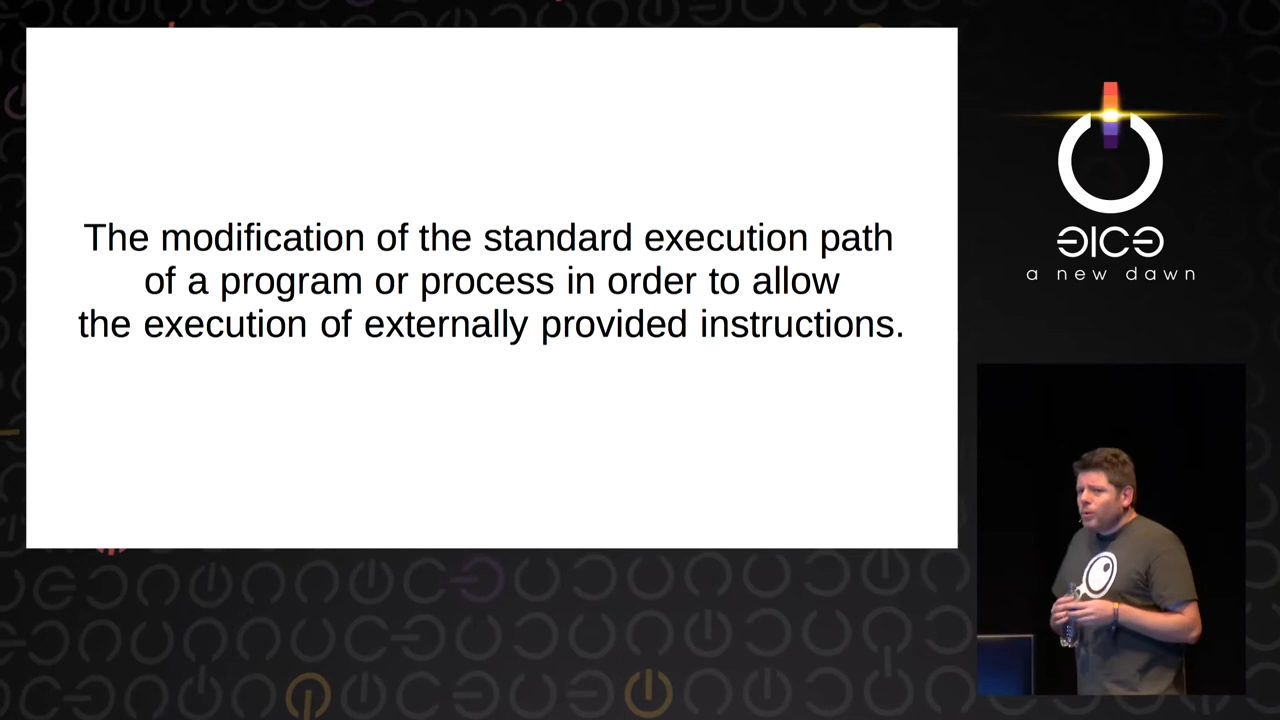 The modification of the standard execution path
of a program or process in order to allow
the execution of externally provided instructions.
a new dawn